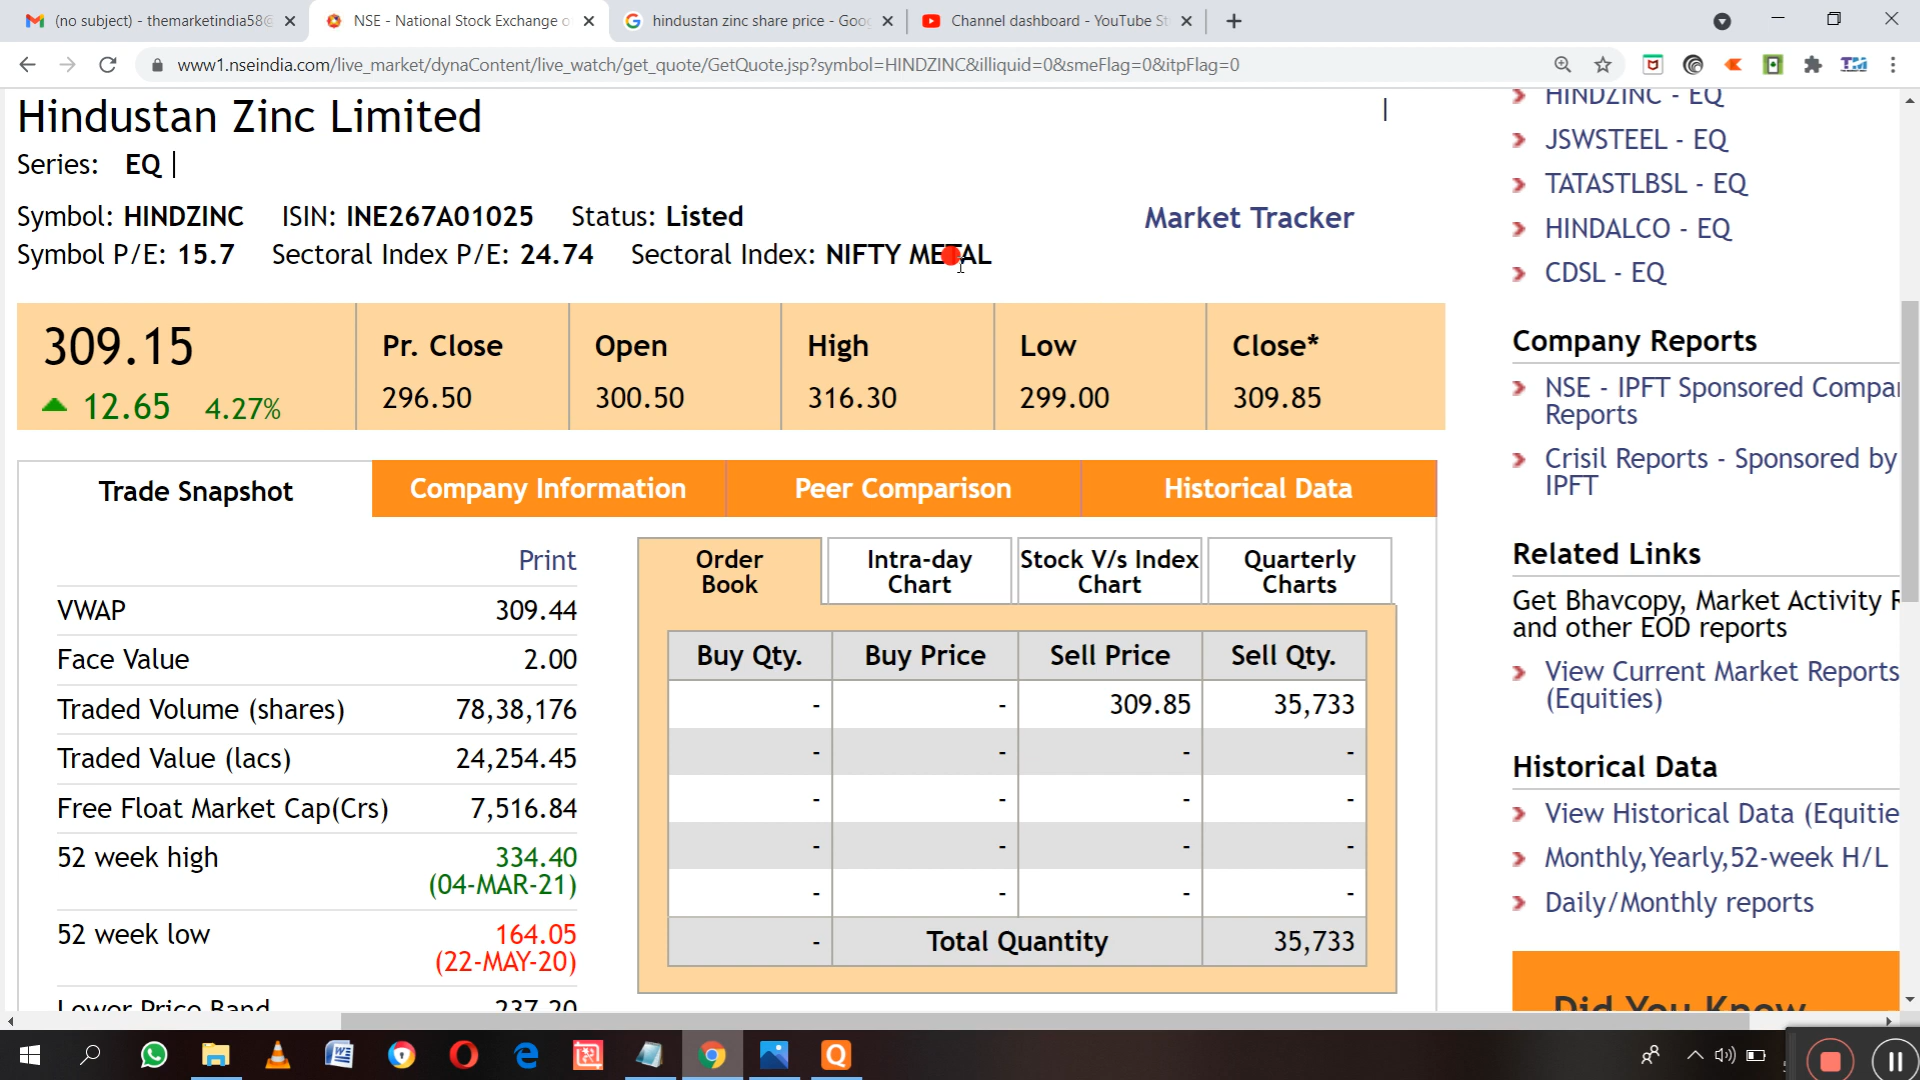 (no subject) - themarketindia58@
NSE - National Stock Exchange o
hindustan zinc share price - Goo
Channel dashboard - YouTube St
www1.nseindia.com/live_market/dynaContent/live_watch/get_quote/GetQuote.jsp?symbol=HINDZINC&illiquid=0&smeFlag=0&itpFlag=0
Hindustan Zinc Limited
|
Series: EQ |
Symbol: HINDZINC ISIN: INE267A01025 Status: Listed
Market Tracker
Symbol P/E: 15.7 Sectoral Index P/E: 24.74 Sectoral Index: NIFTY METAL
309.15
12.65 4.27%
Pr. Close
296.50
Open
300.50
High
316.30
Low
299.00
Close*
309.85
Trade Snapshot
Company Information
Peer Comparison
Historical Data
Print
VWAP 309.44
Face Value 2.00
Traded Volume (shares) 78,38,176
Traded Value (lacs) 24,254.45
Free Float Market Cap(Crs) 7,516.84
52 week high 334.40
(04-MAR-21)
52 week low 164.05
(22-MAY-20)
Lower Price Band 237.20
Order
Book
Intra-day
Chart
Stock V/s Index
Chart
Quarterly
Charts
Buy Qty. Buy Price Sell Price Sell Qty.
- - 309.85 35,733
- - - -
- - - -
- - - -
- - - -
- Total Quantity 35,733
HINDZINC - EQ
JSWSTEEL - EQ
TATASTLBSL - EQ
HINDALCO - EQ
CDSL - EQ
Company Reports
NSE - IPFT Sponsored Compa
Reports
Crisil Reports - Sponsored by
IPFT
Related Links
Get Bhavcopy, Market Activity R
and other EOD reports
View Current Market Reports
(Equities)
Historical Data
View Historical Data (Equitie
Monthly,Yearly,52-week H/L
Daily/Monthly reports
Did You Know